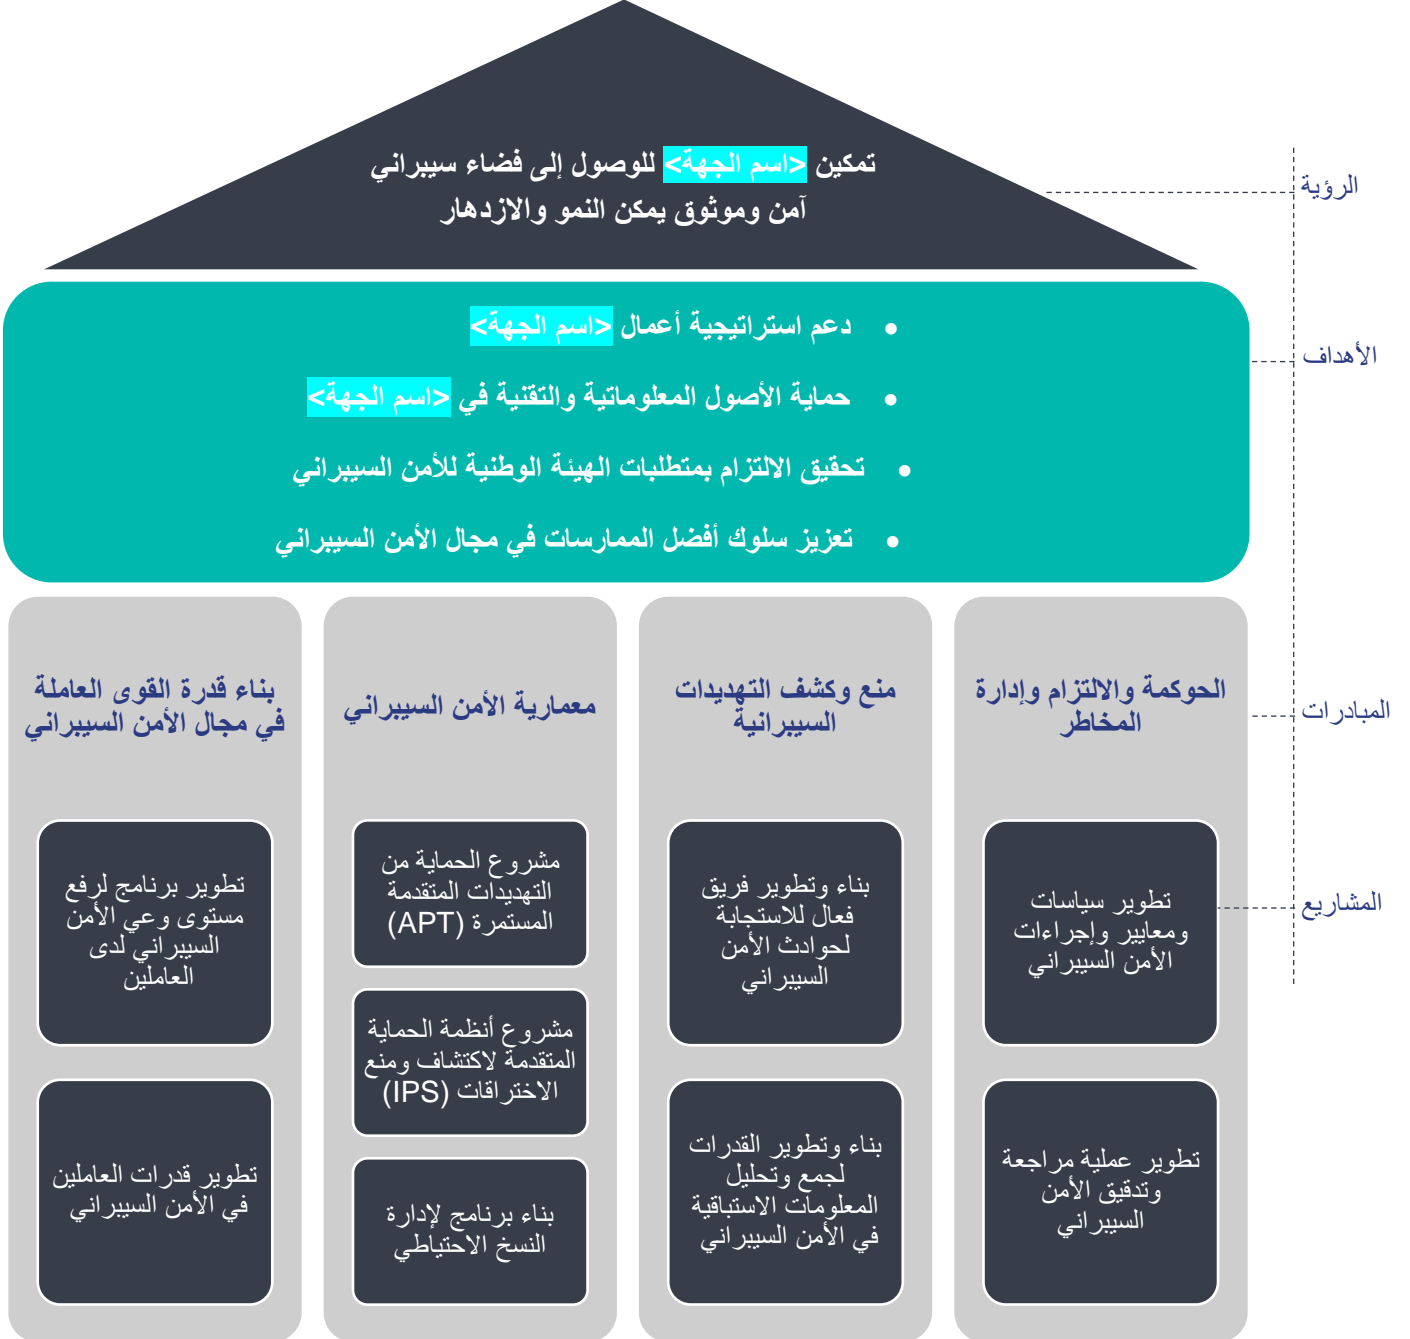 تمكين <اسم الجهة> للوصول إلى فضاء سيبراني
آمن وموثوق يمكن النمو والازدهار
الرؤية
• دعم استراتيجية أعمال <اسم الجهة>
• حماية الأصول المعلوماتية والتقنية في <اسم الجهة>
• تحقيق الالتزام بمتطلبات الهيئة الوطنية للأمن السيبراني
• تعزيز سلوك أفضل الممارسات في مجال الأمن السيبراني
الأهداف
المبادرات
المشاريع
الحوكمة والالتزام وإدارة
المخاطر
تطوير سياسات
ومعايير وإجراءات
الأمن السيبراني
تطوير عملية مراجعة
وتدقيق الأمن
السيبراني
منع وكشف التهديدات
السيبرانية
بناء وتطوير فريق
فعال للاستجابة
لحوادث الأمن
السيبراني
بناء وتطوير القدرات
لجمع وتحليل
المعلومات الاستباقية
في الأمن السيبراني
معمارية الأمن السيبراني
مشروع الحماية من
التهديدات المتقدمة
المستمرة (APT)
مشروع أنظمة الحماية
المتقدمة لاكتشاف ومنع
الاختراقات (IPS)
بناء برنامج لإدارة
النسخ الاحتياطي
بناء قدرة القوى العاملة
في مجال الأمن السيبراني
تطوير برنامج لرفع
مستوى وعي الأمن
السيبراني لدى
العاملين
تطوير قدرات العاملين
في الأمن السيبراني